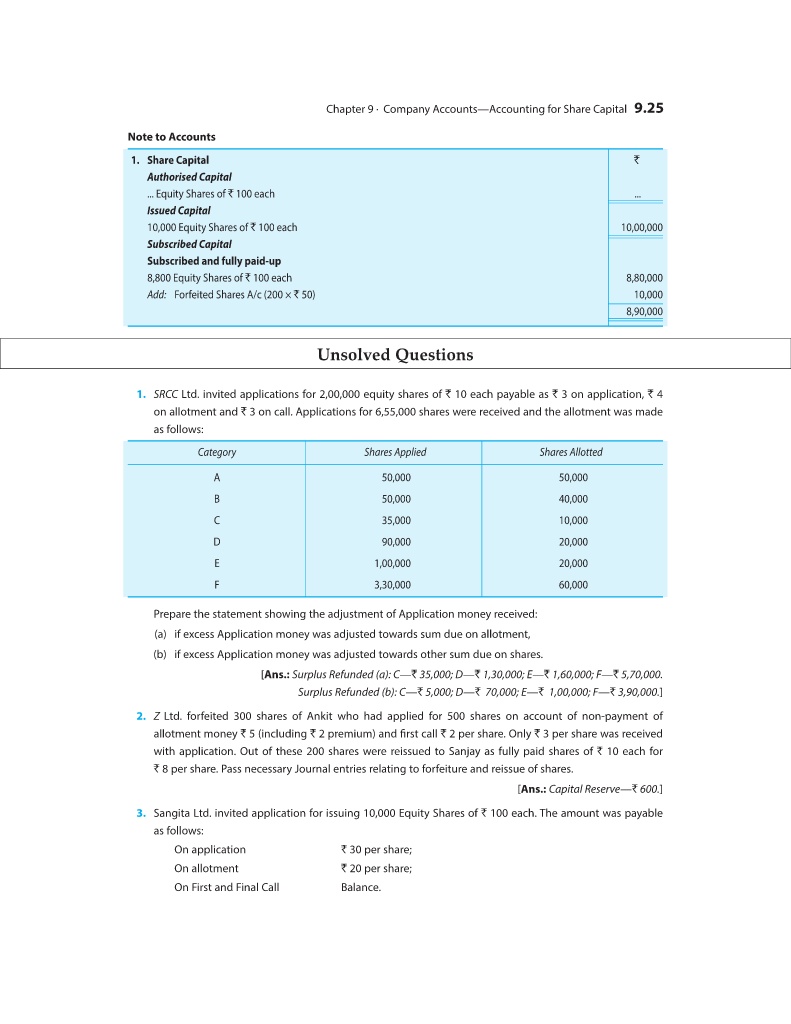 Chapter 9 · Company Accounts—Accounting for Share Capital 9.25
Note to Accounts
1. Share Capital ₹
Authorised Capital
... Equity Shares of ₹ 100 each ...
Issued Capital
10,000 Equity Shares of ₹ 100 each 10,00,000
Subscribed Capital
Subscribed and fully paid-up
8,800 Equity Shares of ₹ 100 each 8,80,000
Add: Forfeited Shares A/c (200 × ₹ 50) 10,000
8,90,000
Unsolved Questions
1. SRCC Ltd. invited applications for 2,00,000 equity shares of ₹ 10 each payable as ₹ 3 on application, ₹ 4
on allotment and ₹ 3 on call. Applications for 6,55,000 shares were received and the allotment was made
as follows:
Category Shares Applied Shares Allotted
A 50,000 50,000
B 50,000 40,000
C 35,000 10,000
D 90,000 20,000
E 1,00,000 20,000
F 3,30,000 60,000
Prepare the statement showing the adjustment of Application money received:
(a) if excess Application money was adjusted towards sum due on allotment,
(b) if excess Application money was adjusted towards other sum due on shares.
[Ans.: Surplus Refunded (a): C—₹ 35,000; D—₹ 1,30,000; E—₹ 1,60,000; F—₹ 5,70,000.
Surplus Refunded (b): C—₹ 5,000; D—₹ 70,000; E—₹ 1,00,000; F—₹ 3,90,000.]
2. Z Ltd. forfeited 300 shares of Ankit who had applied for 500 shares on account of non-payment of
allotment money ₹ 5 (including ₹ 2 premium) and first call ₹ 2 per share. Only ₹ 3 per share was received
with application. Out of these 200 shares were reissued to Sanjay as fully paid shares of ₹ 10 each for
₹ 8 per share. Pass necessary Journal entries relating to forfeiture and reissue of shares.
[Ans.: Capital Reserve—₹ 600.]
3. Sangita Ltd. invited application for issuing 10,000 Equity Shares of ₹ 100 each. The amount was payable
as follows:
On application ₹ 30 per share;
On allotment ₹ 20 per share;
On First and Final Call Balance.